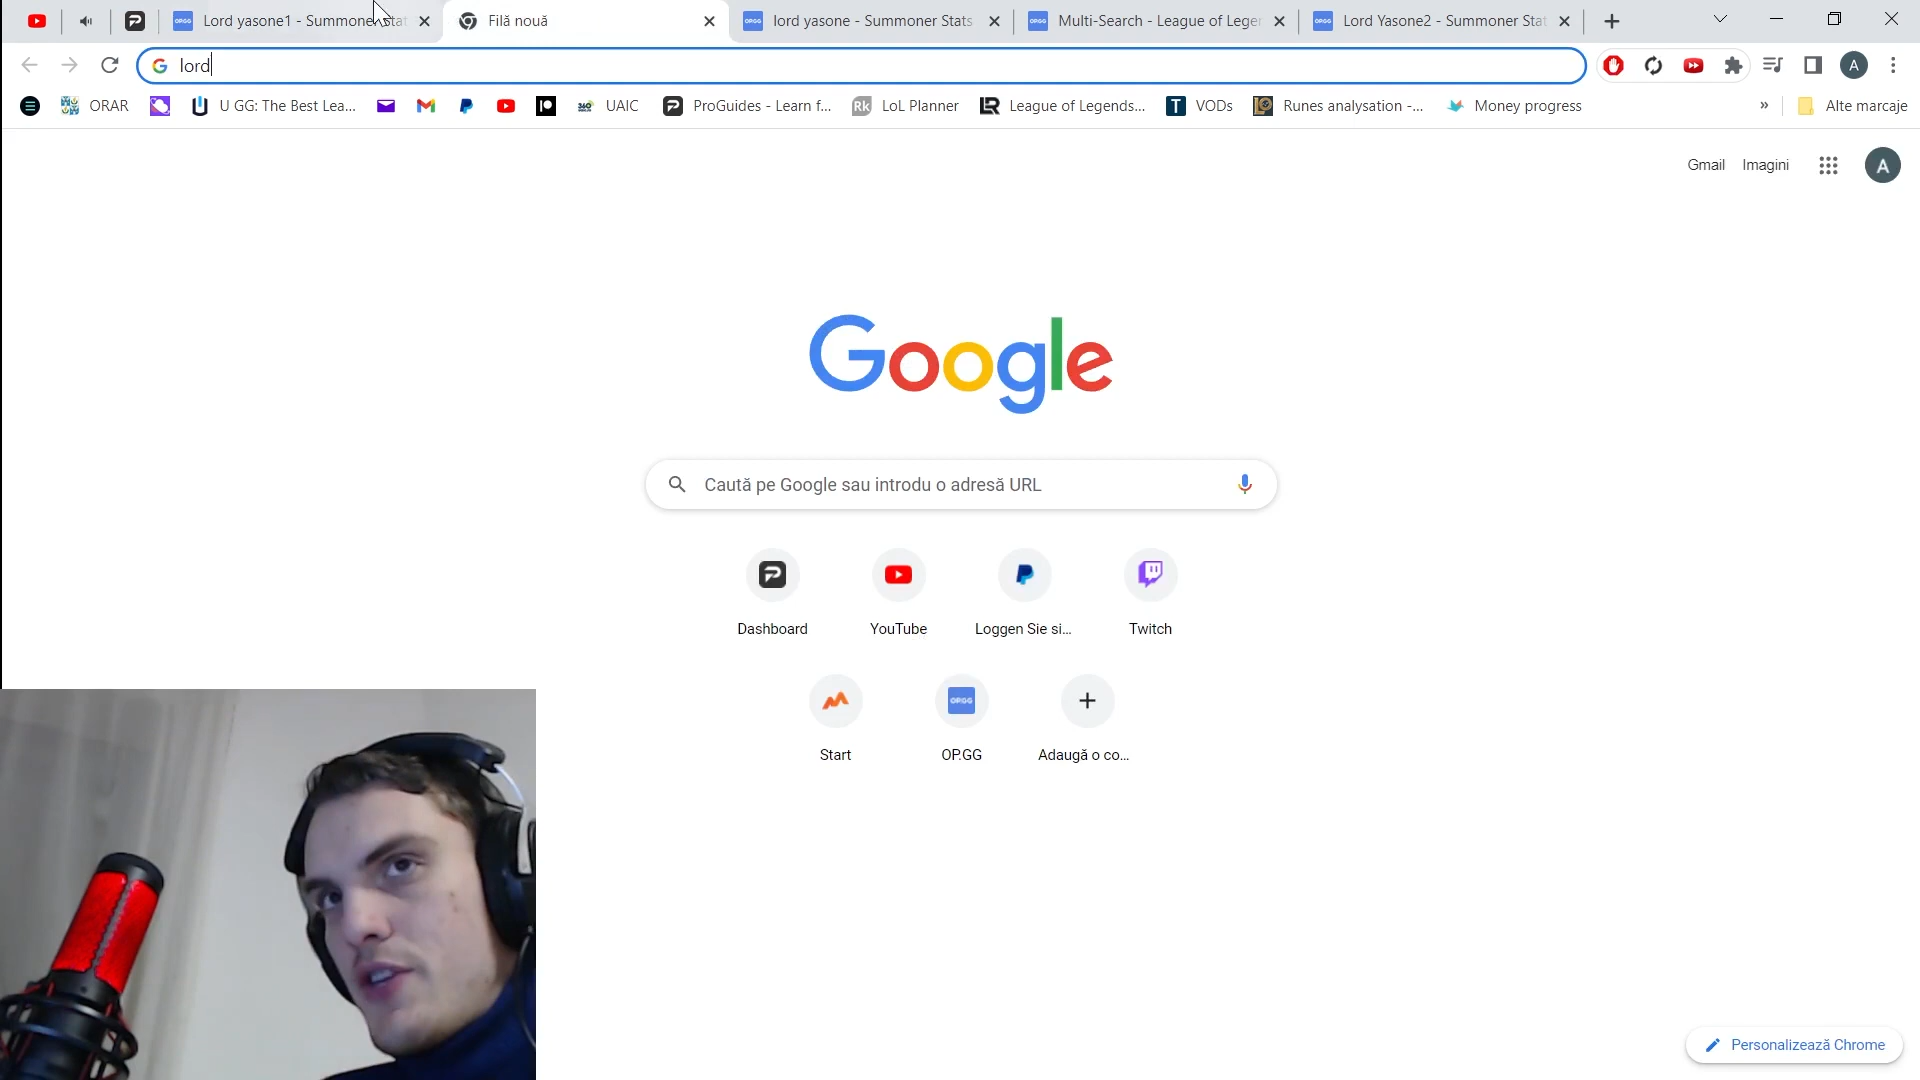 Lord yasone1 - Summoner Stat
Filă nouă
lord yasone - Summoner Stats
Multi-Search - League of Leger
Lord Yasone2 - Summoner Stat
lord
A
ORAR
U GG: The Best Lea...
UAIC
ProGuides - Learn f...
Rk
LoL Planner
League of Legends...
T
VODs
Runes analysation -...
Money progress
»
Alte marcaje
Gmail
Imagini
A
Google
Caută pe Google sau introdu o adresă URL
Dashboard
YouTube
Loggen Sie si...
Twitch
OP.GG
Start
OP.GG
Adaugă o co...
Personalizează Chrome